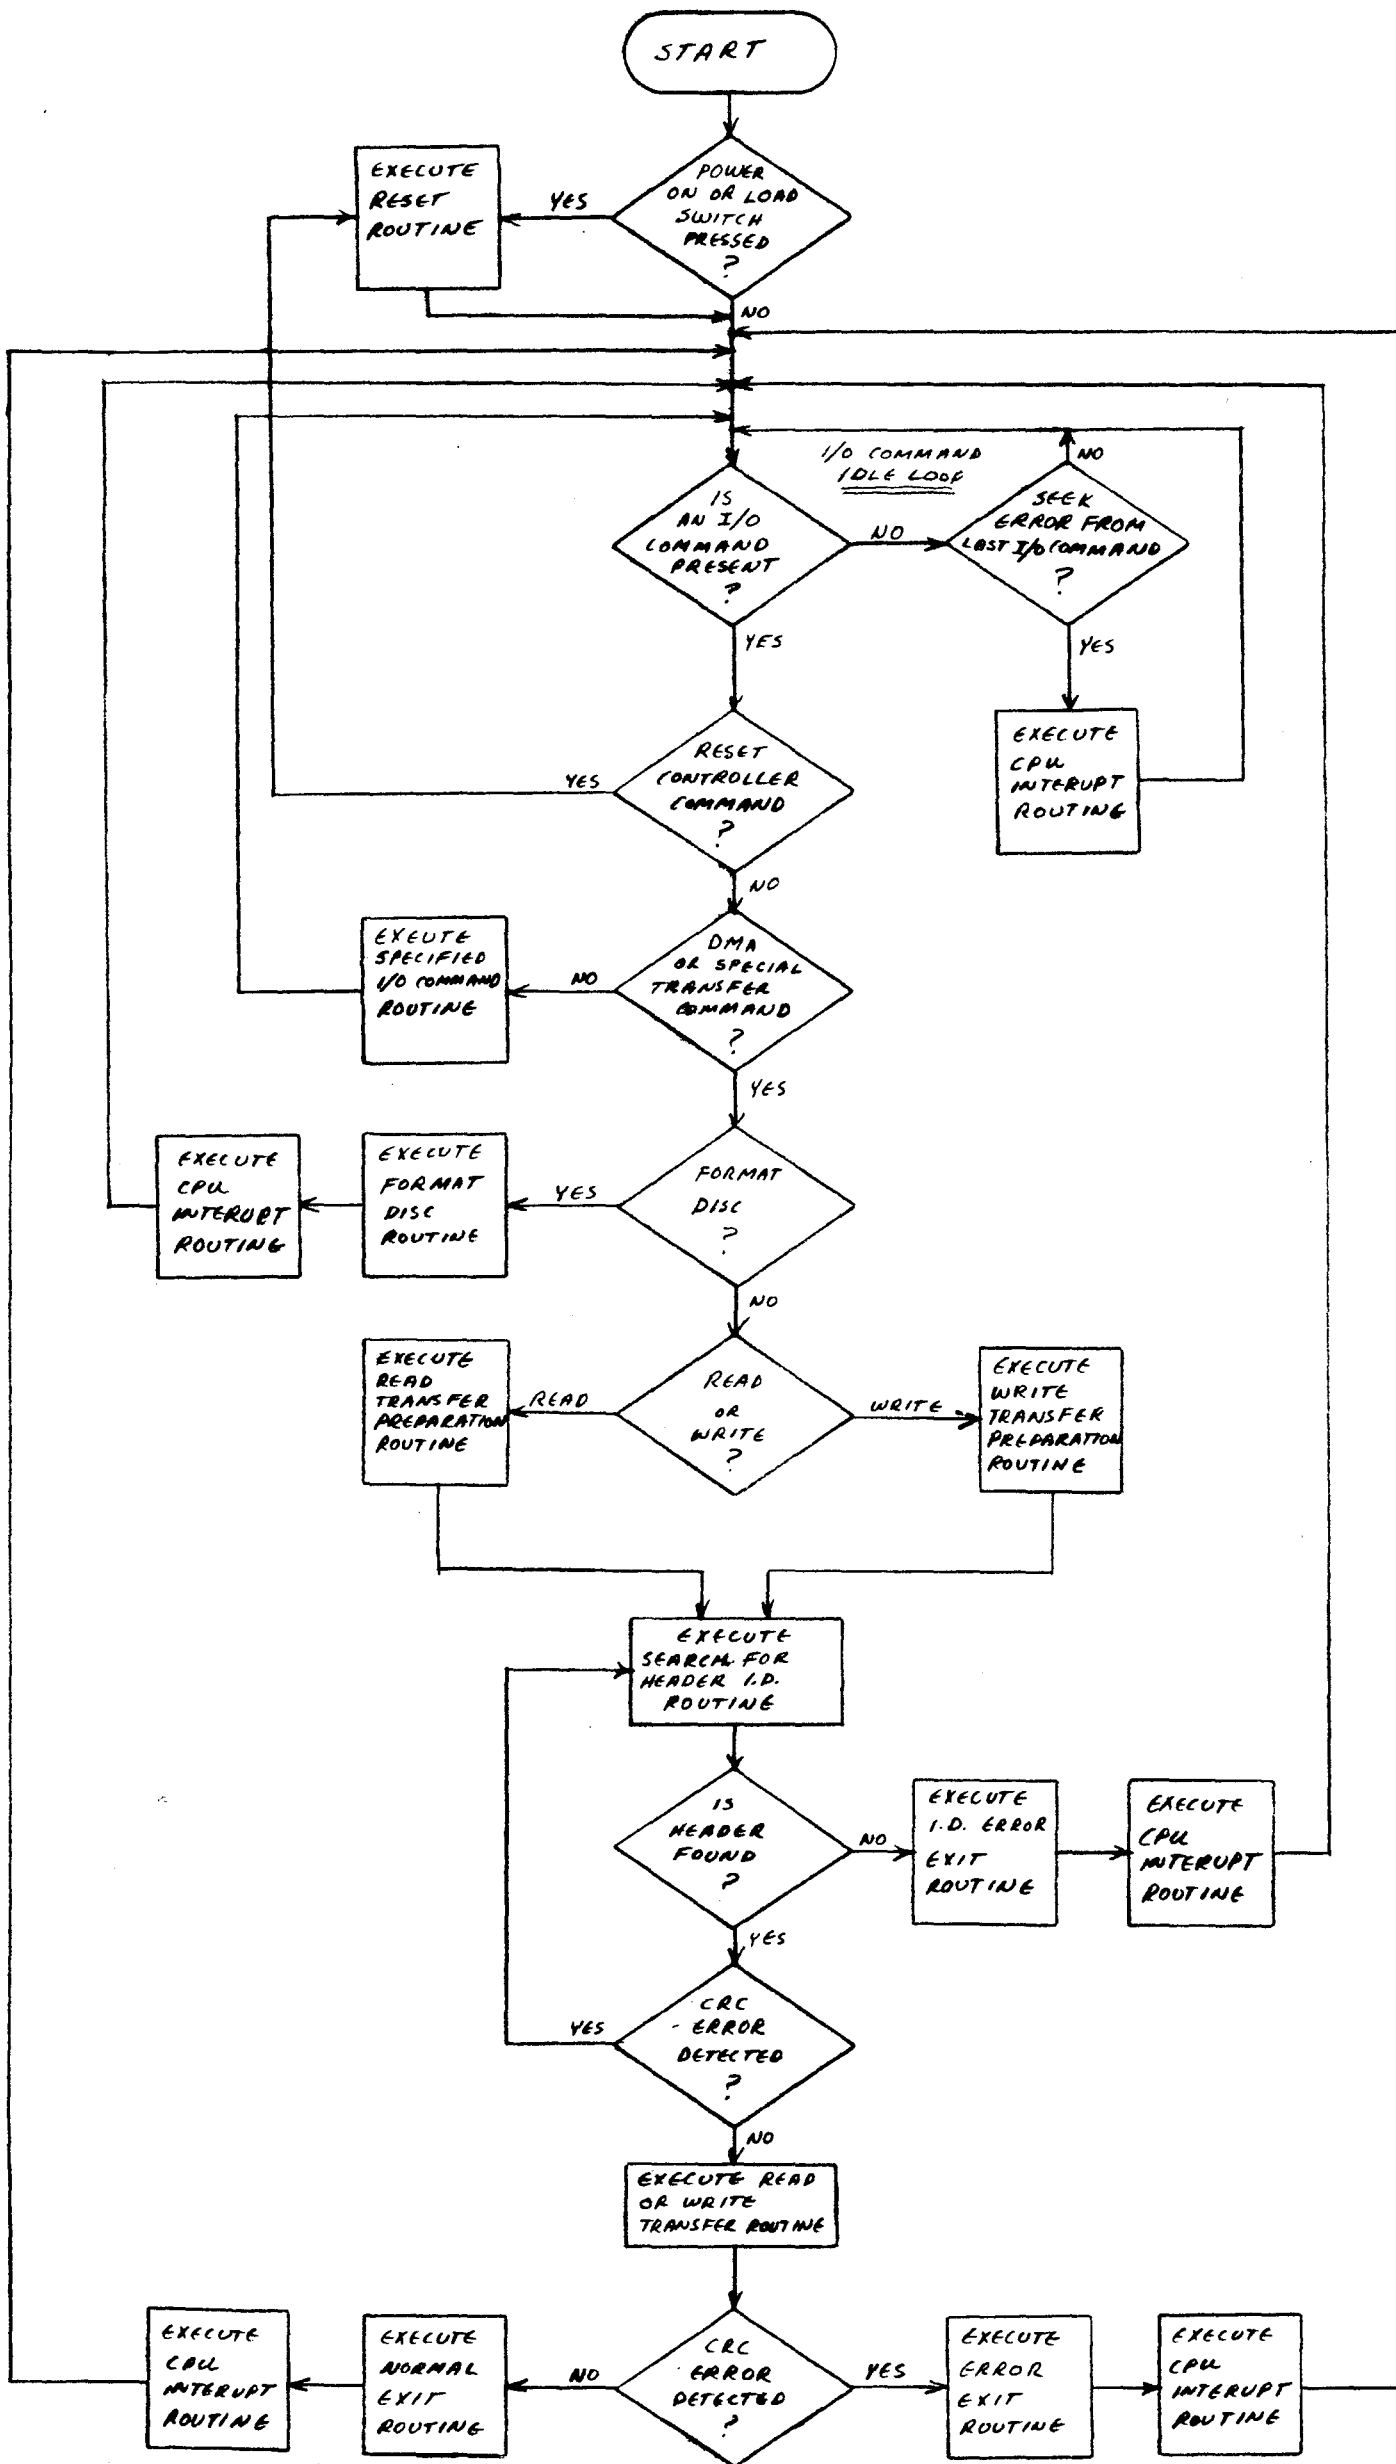 START
POWER
ON OR LOAD
SWITCH
PRESSED
?
YES
EXECUTE
RESET
ROUTINE
NO
I/O COMMAND
IDLE LOOP
IS
AN I/O
COMMAND
PRESENT
?
NO
SEEK
ERROR FROM
LAST I/O COMMAND
?
NO
YES
EXECUTE
CPU
INTERUPT
ROUTING
YES
RESET
CONTROLLER
COMMAND
?
YES
NO
DMA
OR SPECIAL
TRANSFER
COMMAND
?
NO
EXEUTE
SPECIFIED
I/O COMMAND
ROUTINE
YES
FORMAT
DISC
?
YES
EXECUTE
FORMAT
DISC
ROUTINE
EXECUTE
CPU
INTERUPT
ROUTING
NO
READ
OR
WRITE
?
READ
EXECUTE
READ
TRANSFER
PREPARATION
ROUTINE
WRITE
EXECUTE
WRITE
TRANSFER
PREPARATION
ROUTINE
EXECUTE
SEARCH FOR
HEADER I.D.
ROUTINE
IS
HEADER
FOUND
?
NO
EXECUTE
I.D. ERROR
EXIT
ROUTINE
EXECUTE
CPU
INTERUPT
ROUTINE
YES
CRC
ERROR
DETECTED
?
YES
NO
EXECUTE READ
OR WRITE
TRANSFER ROUTINE
CRC
ERROR
DETECTED
?
NO
EXECUTE
NORMAL
EXIT
ROUTINE
EXECUTE
CPU
INTERUPT
ROUTING
YES
EXECUTE
ERROR
EXIT
ROUTINE
EXECUTE
CPU
INTERUPT
ROUTINE